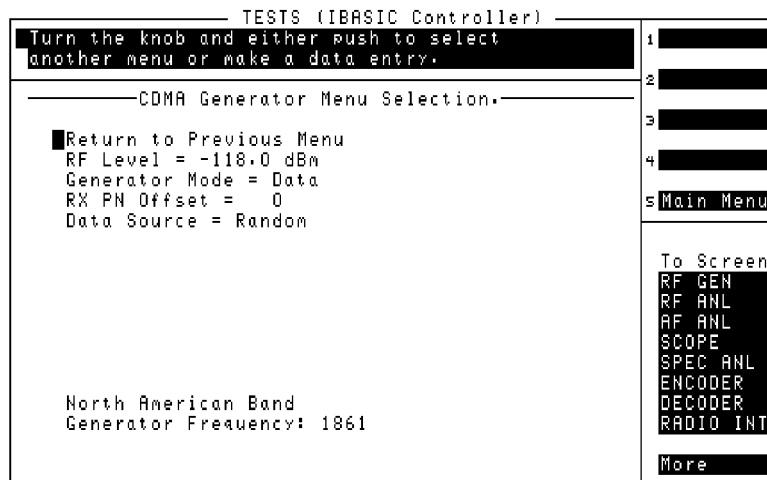 TESTS (IBASIC Controller)
Turn the knob and either push to select
another menu or make a data entry.
CDMA Generator Menu Selection.
Return to Previous Menu
RF Level = -118.0 dBm
Generator Mode = Data
RX PN Offset = 0
Data Source = Random
North American Band
Generator Frequency: 1861
1
2
3
4
5 Main Menu
To Screen
RF GEN
RF ANL
AF ANL
SCOPE
SPEC ANL
ENCODER
DECODER
RADIO INT
More